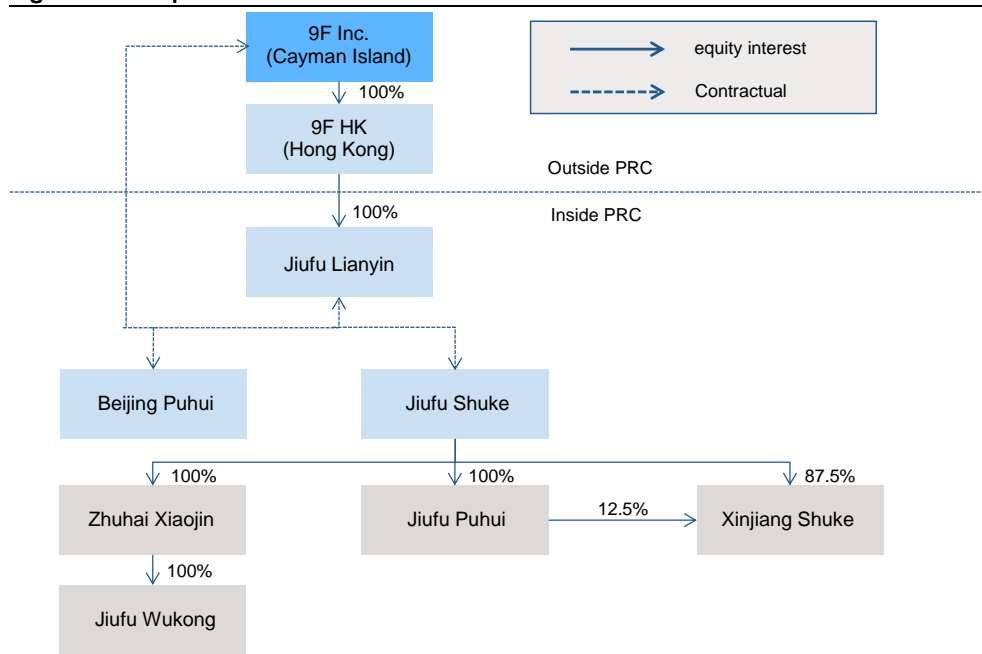 9F Inc.
(Cayman Island)
equity interest
Contractual
100%
9F HK
(Hong Kong)
Outside PRC
Inside PRC
100%
Jiufu Lianyin
Beijing Puhui
Jiufu Shuke
100%
100%
87.5%
Zhuhai Xiaojin
Jiufu Puhui
12.5%
Xinjiang Shuke
100%
Jiufu Wukong